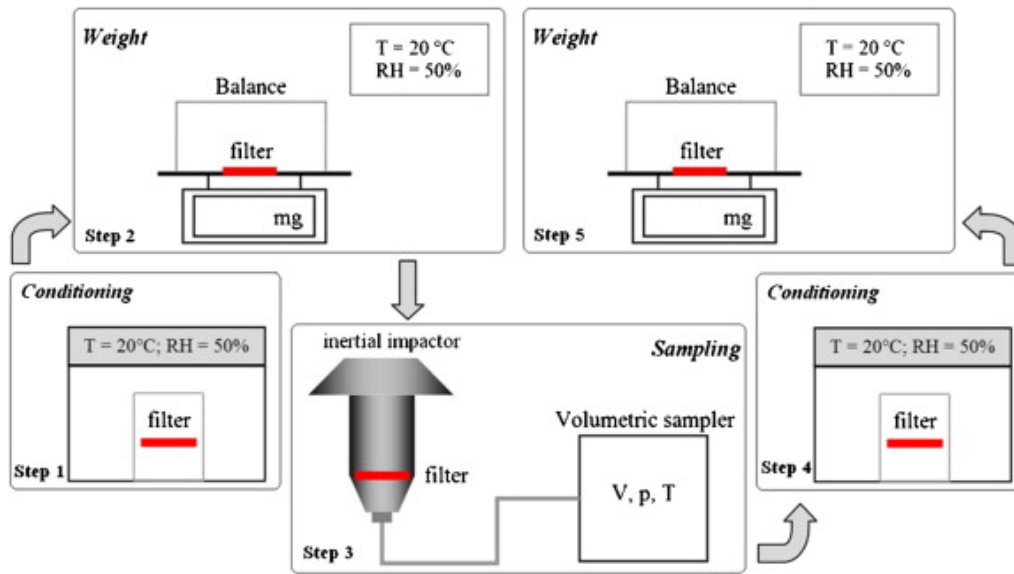 Weight
T = 20 °C
RH = 50%
Balance
filter
mg
Step 2
Weight
T = 20 °C
RH = 50%
Balance
filter
mg
Step 5
Conditioning
T = 20°C; RH = 50%
filter
Step 1
inertial impactor
Sampling
Volumetric sampler
filter
V, p, T
Step 3
Conditioning
T = 20°C; RH = 50%
filter
Step 4